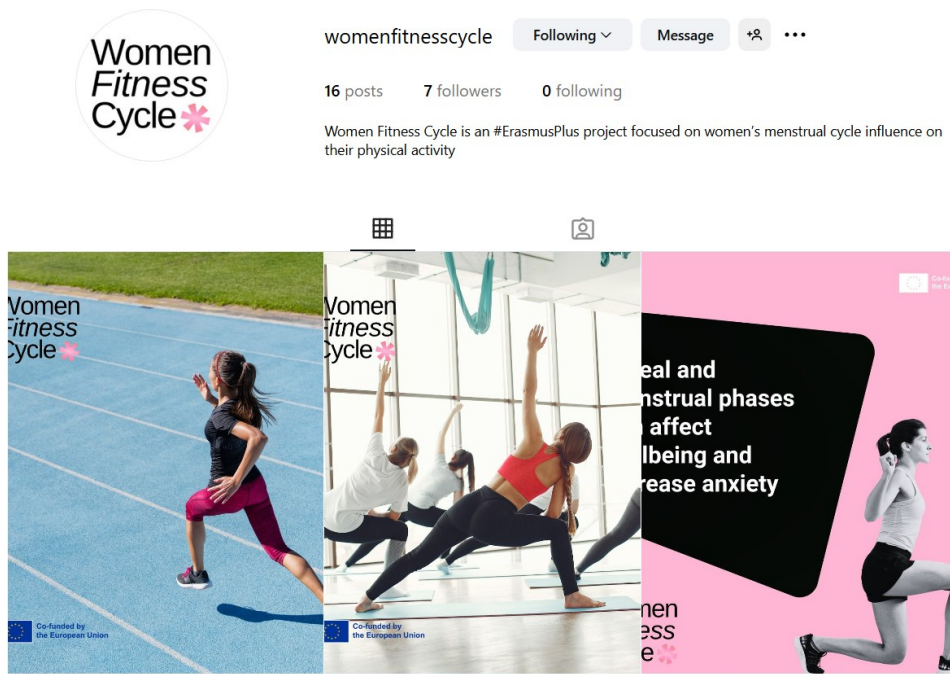 Women
Fitness
Cycle
womenfitnesscycle
Following
Message
16 posts
7 followers
0 following
Women Fitness Cycle is an #ErasmusPlus project focused on women's menstrual cycle influence on
their physical activity
Women
Fitness
Cycle
Co-funded by
the European Union
Women
Fitness
Cycle
Co-funded by
the European Union
eal and
nstrual phases
affect
lbeing and
rease anxiety
men
ess
e